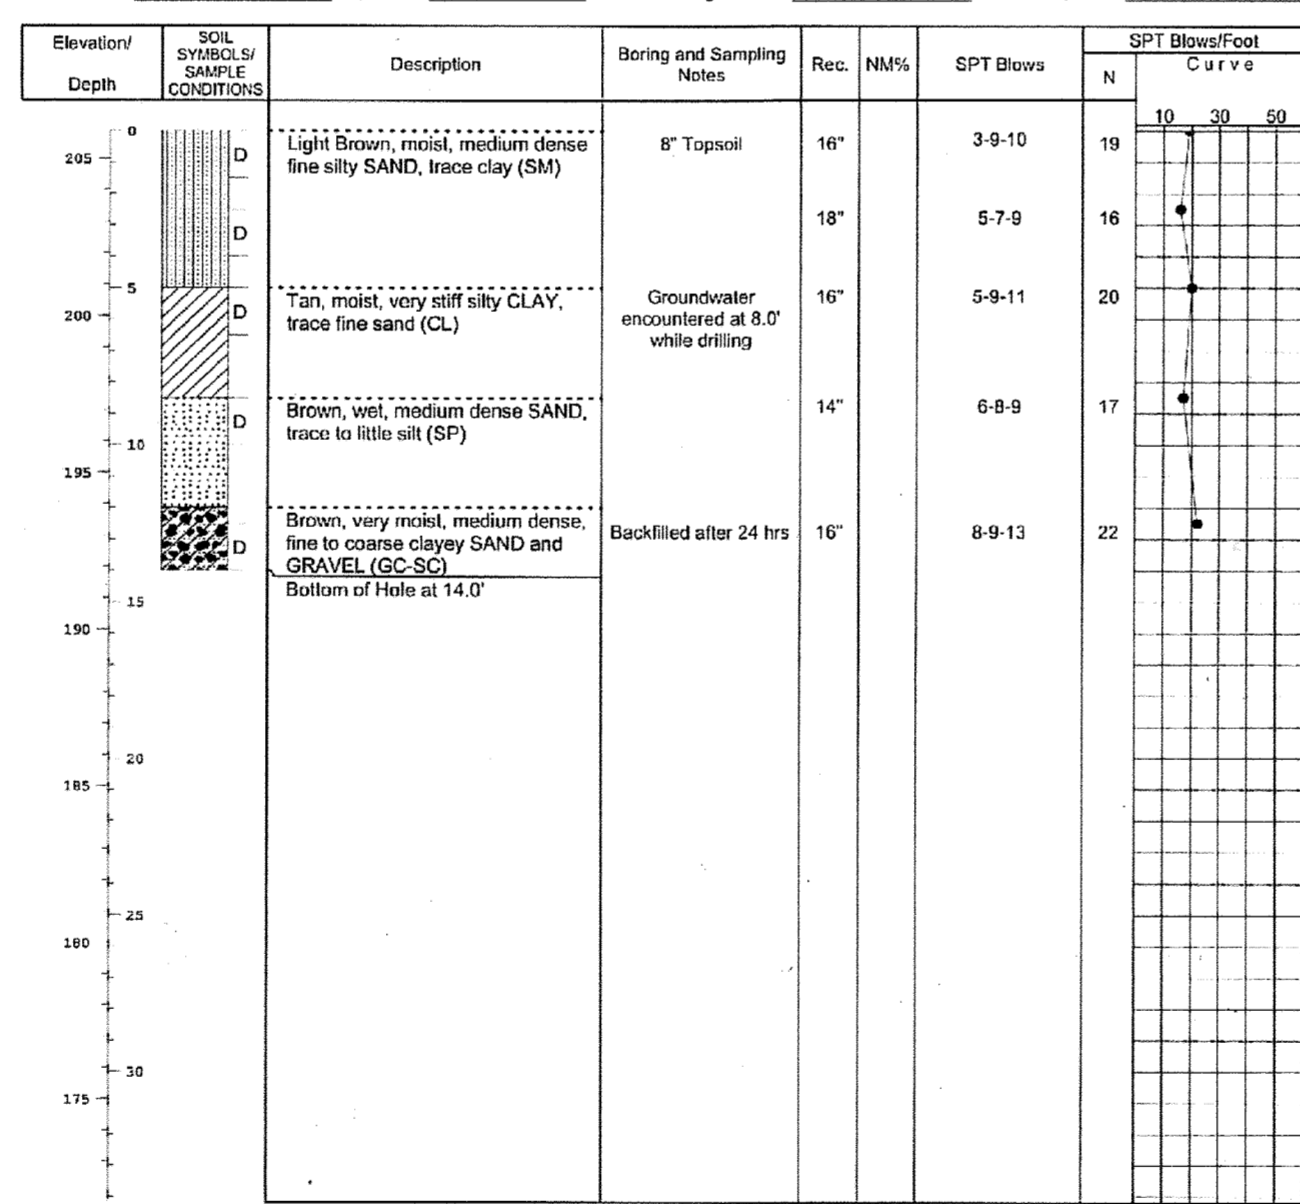 Elevation/
Depth
SOIL
SYMBOLS/
SAMPLE
CONDITIONS
Description
Boring and Sampling
Notes
Rec.
NM%
SPT Blows
SPT Blows/Foot
Curve
N
10 30 50
0
205
D
Light Brown, moist, medium dense
fine silty SAND, trace clay (SM)
8" Topsoil
16"
3-9-10
19
D
18"
5-7-9
16
5
200
D
Tan, moist, very stiff silty CLAY,
trace fine sand (CL)
Groundwater
encountered at 8.0'
while drilling
16"
5-9-11
20
D
Brown, wet, medium dense SAND,
trace to little silt (SP)
14"
6-8-9
17
10
195
D
Brown, very moist, medium dense,
fine to coarse clayey SAND and
GRAVEL (GC-SC)
Backfilled after 24 hrs
16"
8-9-13
22
Bottom of Hole at 14.0'
15
190
20
185
25
180
30
175